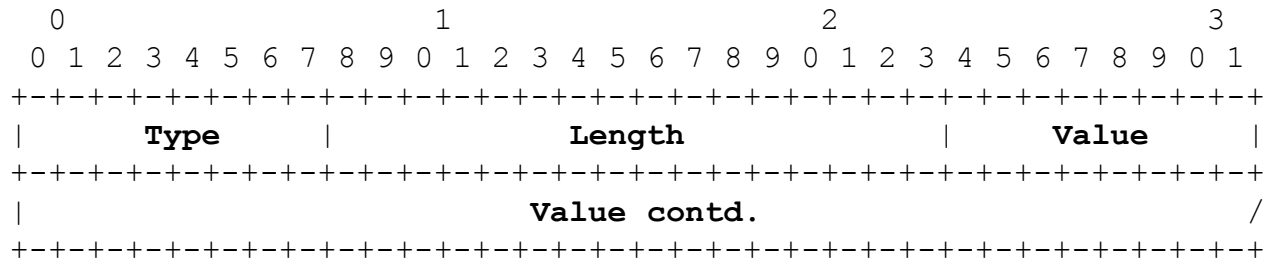 0                   1                   2                   3
 0 1 2 3 4 5 6 7 8 9 0 1 2 3 4 5 6 7 8 9 0 1 2 3 4 5 6 7 8 9 0 1
+-+-+-+-+-+-+-+-+-+-+-+-+-+-+-+-+-+-+-+-+-+-+-+-+-+-+-+-+-+-+-+-+
|      Type     |            Length             |     Value     |
+-+-+-+-+-+-+-+-+-+-+-+-+-+-+-+-+-+-+-+-+-+-+-+-+-+-+-+-+-+-+-+-+
|                          Value contd.                         /
+-+-+-+-+-+-+-+-+-+-+-+-+-+-+-+-+-+-+-+-+-+-+-+-+-+-+-+-+-+-+-+-+